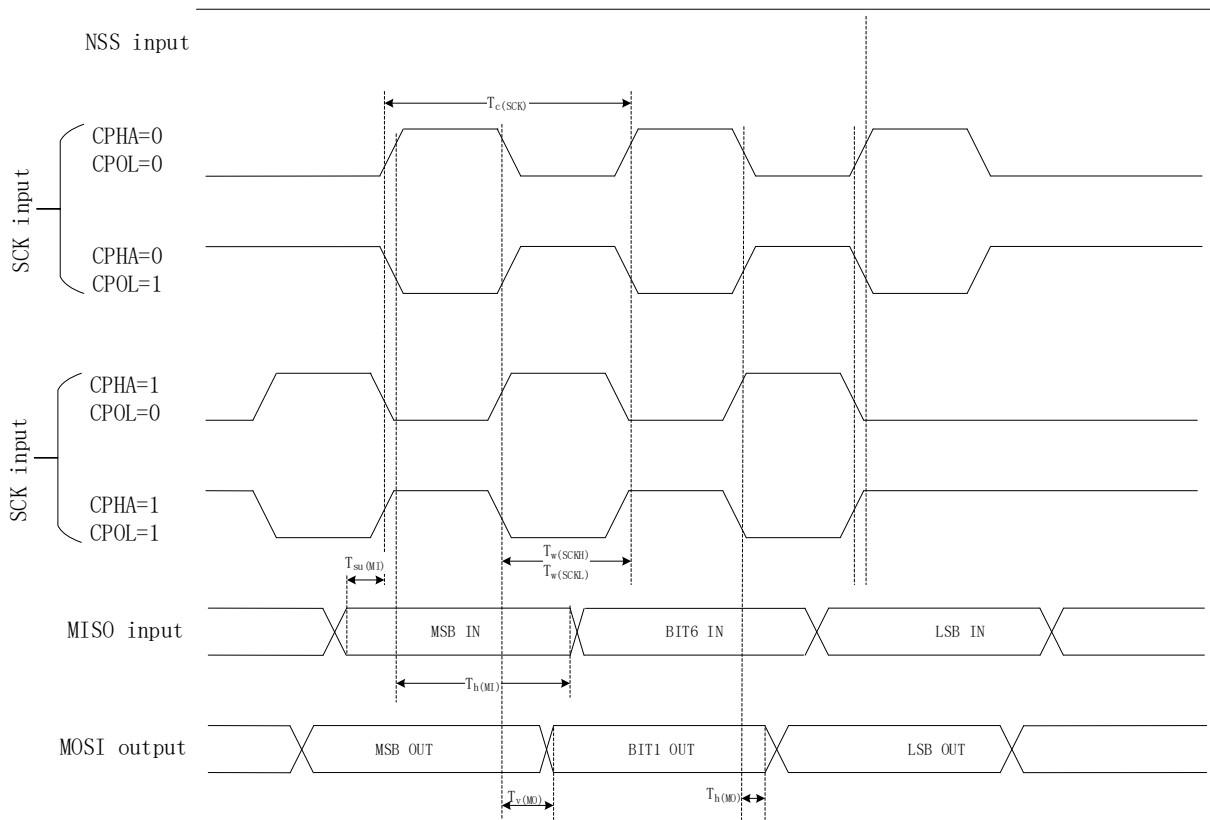 NSS input
Tc(SCK)
CPHA=0
CPOL=0
SCK input
CPHA=0
CPOL=1
CPHA=1
CPOL=0
SCK input
CPHA=1
CPOL=1
Tsu(MI)
Tw(SCKH)
Tw(SCKL)
MISO input
MSB IN
BIT6 IN
LSB IN
Th(MI)
MOSI output
MSB OUT
BIT1 OUT
LSB OUT
Tv(MO)
Th(MO)